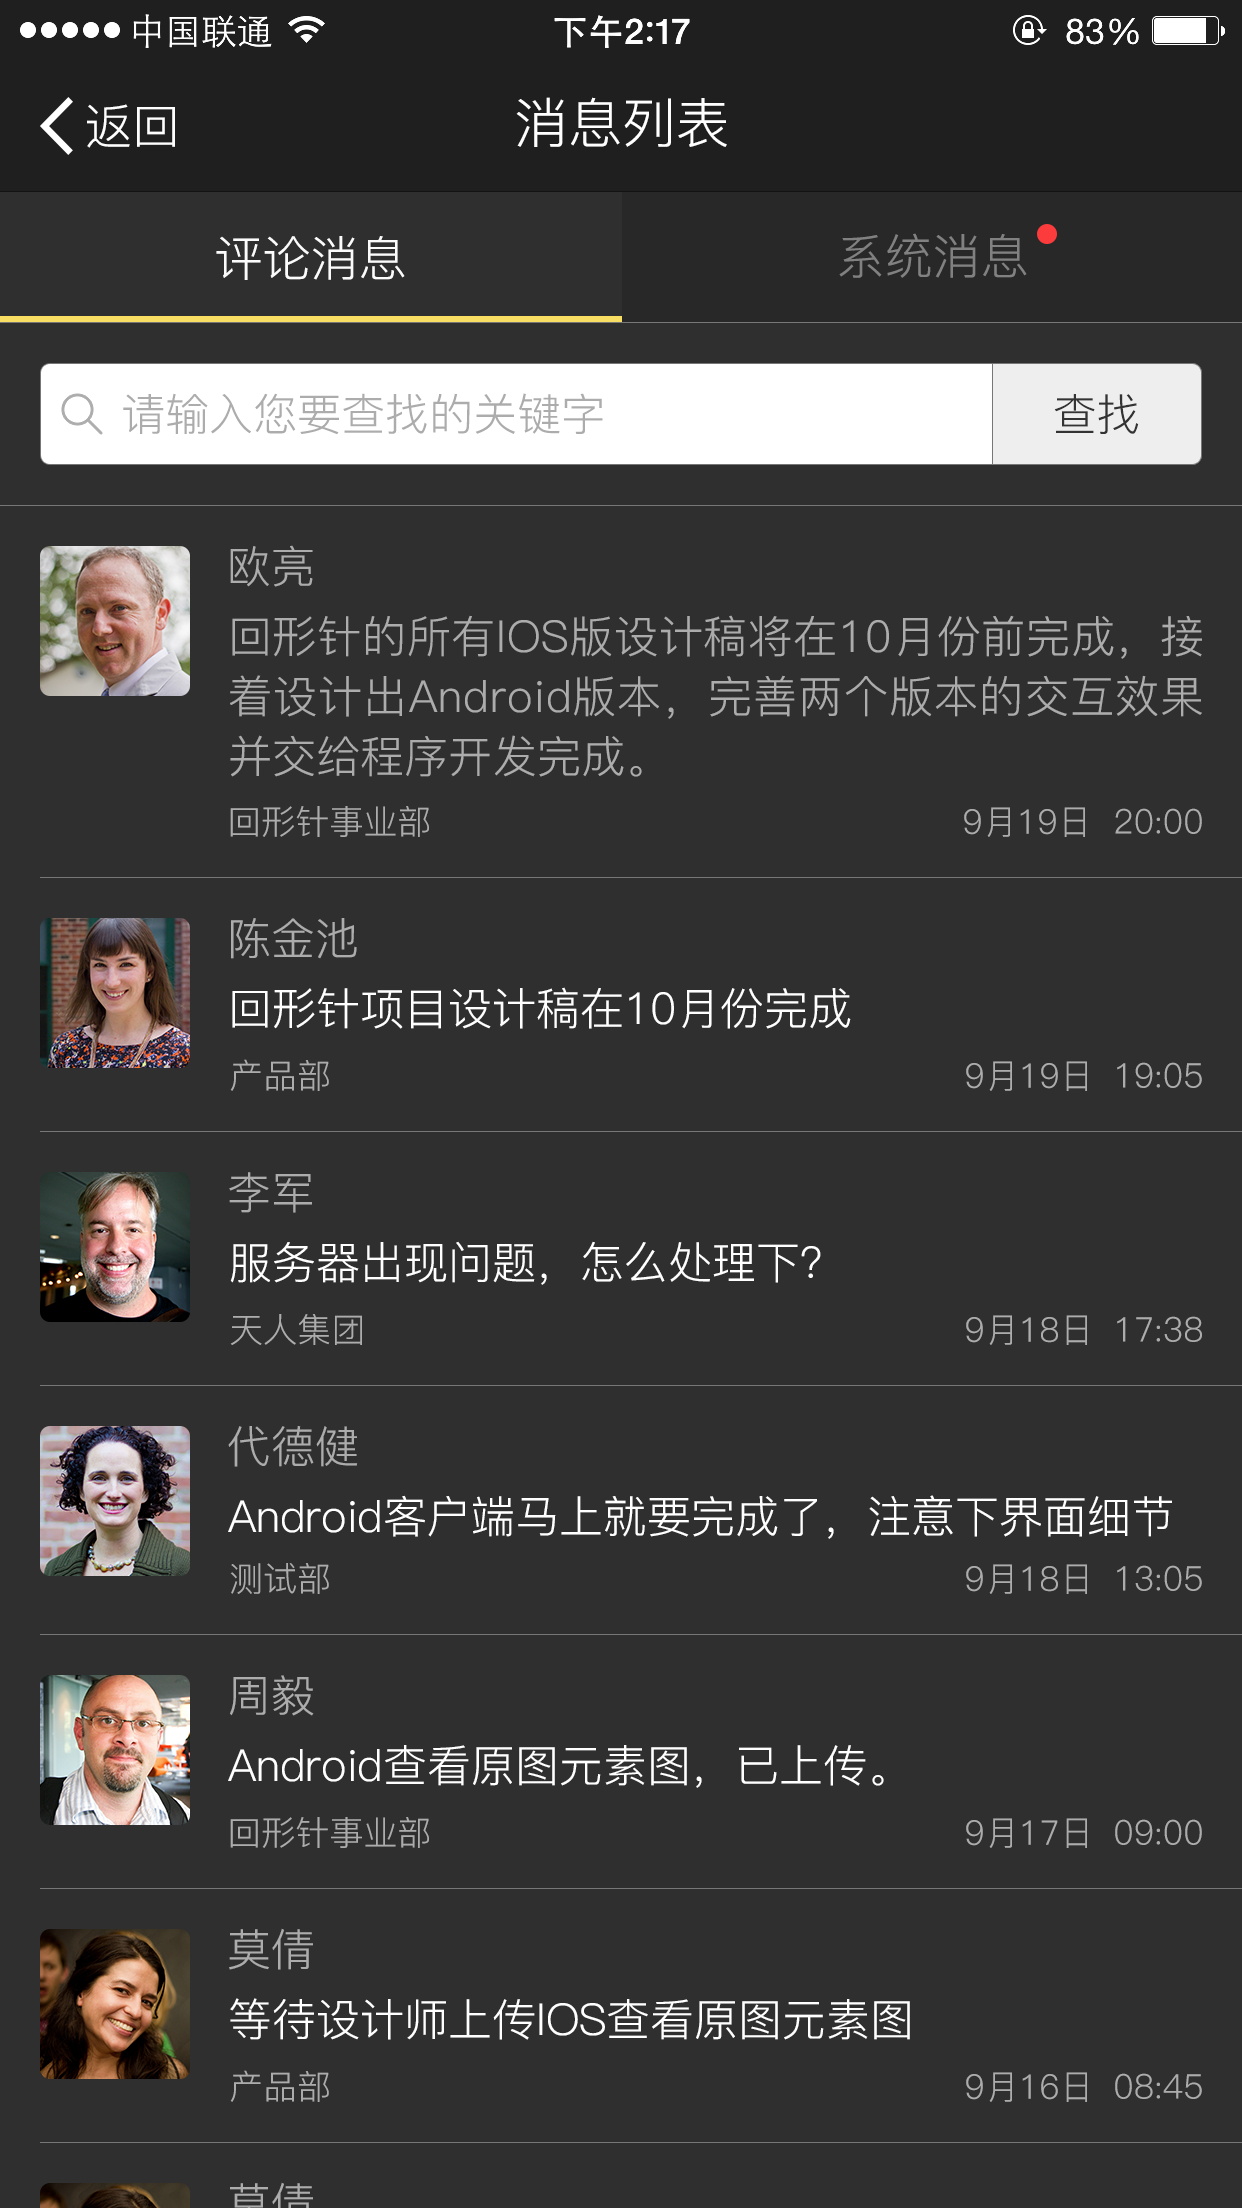 中国联通
下午2:17
83%
返回
消息列表
评论消息
系统消息
请输入您要查找的关键字
查找
欧亮
回形针的所有IOS版设计稿将在10月份前完成，接
着设计出Android版本，完善两个版本的交互效果
并交给程序开发完成。
回形针事业部
9月19日 20:00
陈金池
回形针项目设计稿在10月份完成
产品部
9月19日 19:05
李军
服务器出现问题，怎么处理下？
天人集团
9月18日 17:38
代德健
Android客户端马上就要完成了，注意下界面细节
测试部
9月18日 13:05
周毅
Android查看原图元素图，已上传。
回形针事业部
9月17日 09:00
莫倩
等待设计师上传IOS查看原图元素图
产品部
9月16日 08:45
莫倩